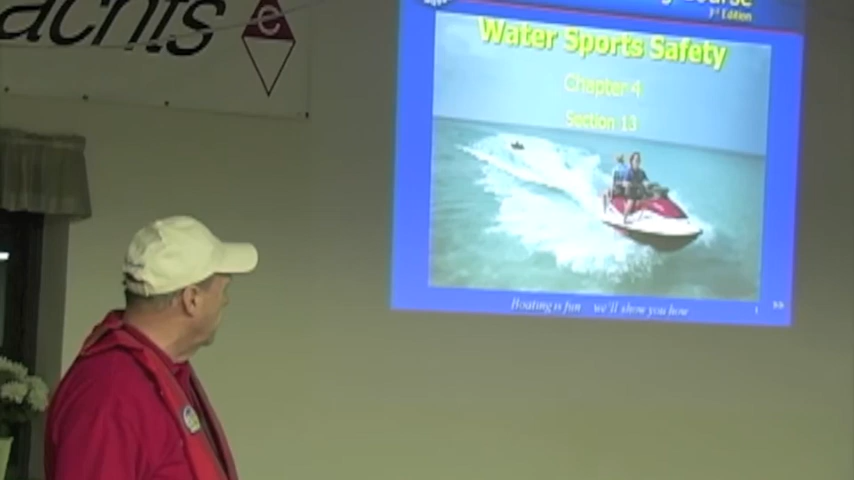 achts
e
Course
3rd Edition
Water Sports Safety
Chapter 4
Section 13
Boating is fun we'll show you how
1